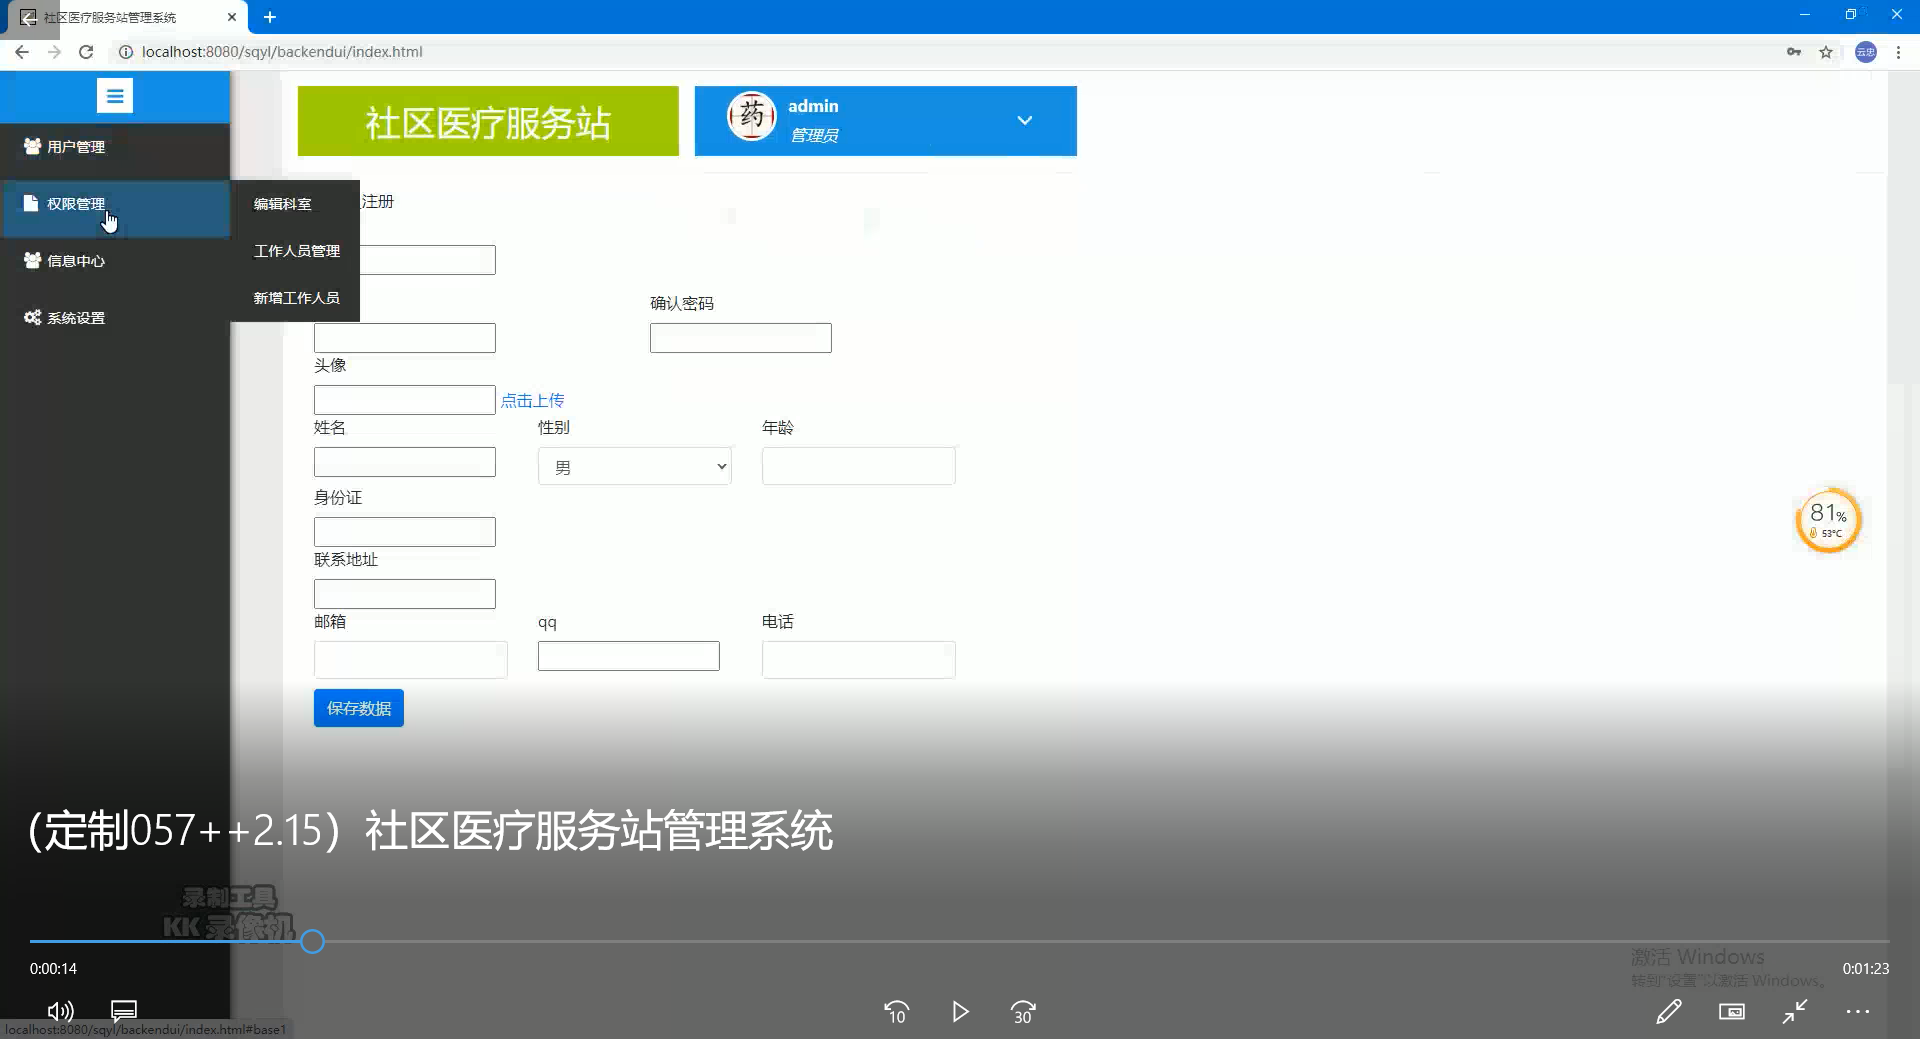 社区医疗服务站管理系统
localhost:8080/sqyl/backendui/index.html
云忠
社区医疗服务站
药
admin
管理员
用户管理
权限管理
信息中心
系统设置
编辑科室
工作人员管理
新增工作人员
注册
确认密码
头像
点击上传
姓名
性别
年龄
男
身份证
联系地址
邮箱
qq
电话
保存数据
81%
53°C
（定制057++2.15）社区医疗服务站管理系统
录制工具
KK 录像机
0:00:14
0:01:23
激活 Windows
转到"设置"以激活 Windows。
10
30
localhost:8080/sqyl/backendui/index.html#base1